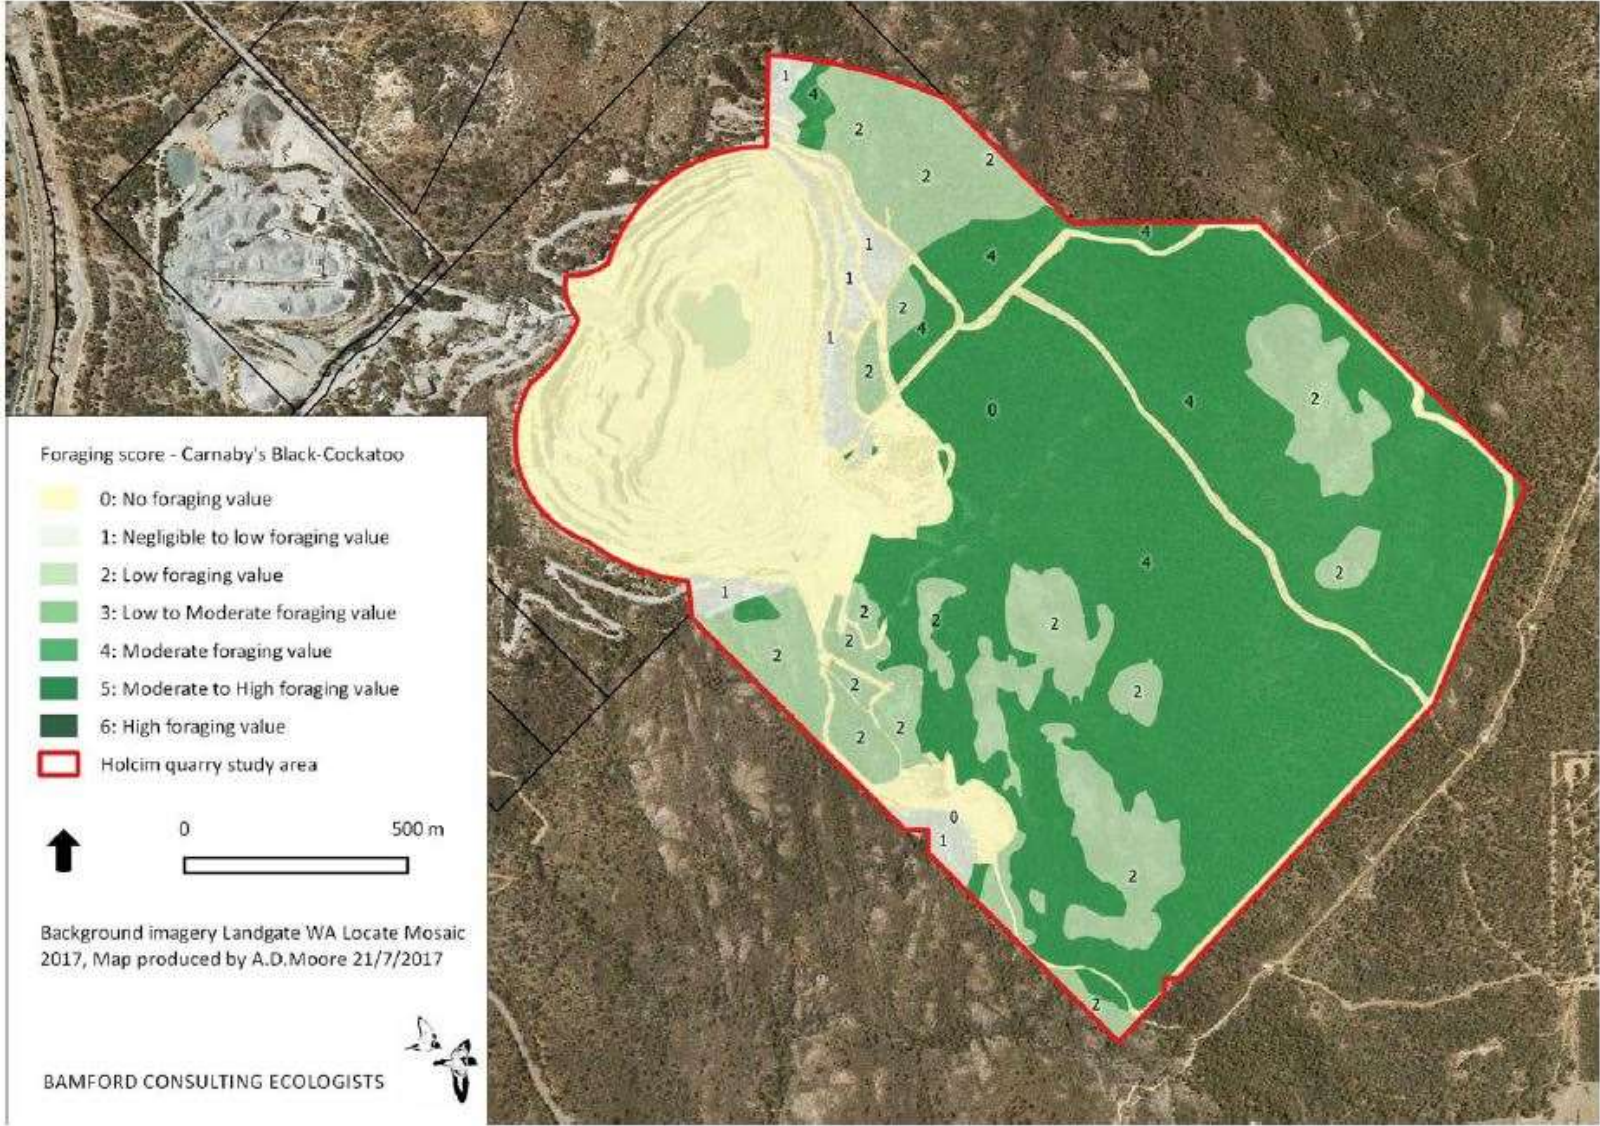 1
4
2
2
2
4
4
1
1
2
4
1
2
0
4
2
2
4
1
2
2
2
2
2
2
2
2
2
2
0
1
2
2
Foraging score - Carnaby's Black-Cockatoo
0: No foraging value
1: Negligible to low foraging value
2: Low foraging value
3: Low to Moderate foraging value
4: Moderate foraging value
5: Moderate to High foraging value
6: High foraging value
Holcim quarry study area
0 500 m
Background imagery Landgate WA Locate Mosaic
2017, Map produced by A.D.Moore 21/7/2017
BAMFORD CONSULTING ECOLOGISTS